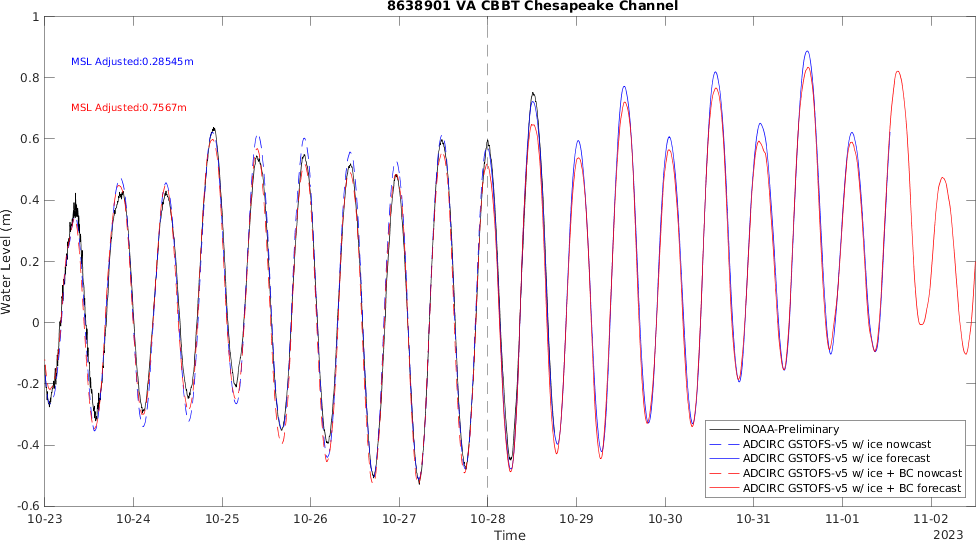 8638901 VA CBBT Chesapeake Channel
1
0.8
0.6
0.4
0.2
0
-0.2
-0.4
-0.6
Water Level (m)
MSL Adjusted:0.28545m
MSL Adjusted:0.7567m
NOAA-Preliminary
ADCIRC GSTOFS-v5 w/ ice nowcast
ADCIRC GSTOFS-v5 w/ ice forecast
ADCIRC GSTOFS-v5 w/ ice + BC nowcast
ADCIRC GSTOFS-v5 w/ ice + BC forecast
10-23 10-24 10-25 10-26 10-27 10-28 10-29 10-30 10-31 11-01 11-02
Time
2023